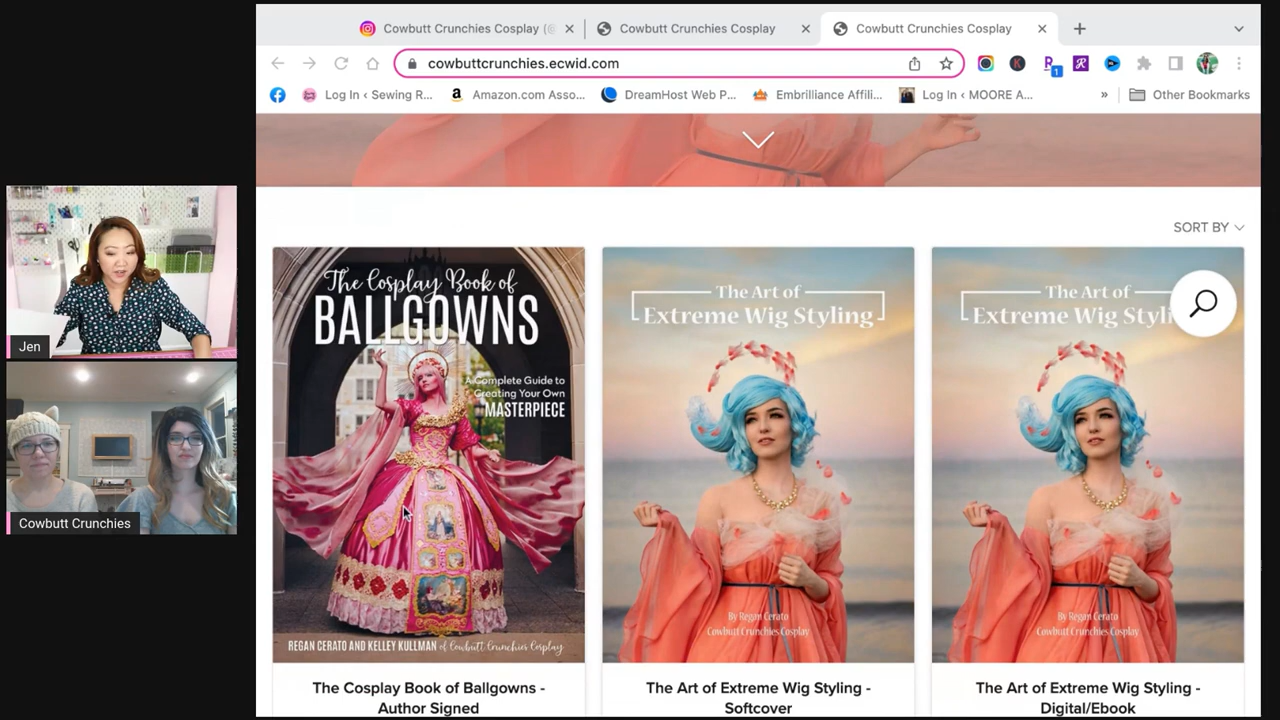 Cowbutt Crunchies Cosplay (@
Cowbutt Crunchies Cosplay
Cowbutt Crunchies Cosplay
cowbuttcrunchies.ecwid.com
1
Log In ‹ Sewing R...
Amazon.com Asso...
DreamHost Web P...
Embrilliance Affili...
Log In ‹ MOORE A...
»
Other Bookmarks
SORT BY
Jen
Cowbutt Crunchies
The Cosplay Book of
BALLGOWNS
A Complete Guide to
Creating Your Own
MASTERPIECE
REGAN CERATO AND KELLEY KULLMAN of Cowbutt Crunchies Cosplay
The Cosplay Book of Ballgowns -
Author Signed
The Art of
Extreme Wig Styling
By Regan Cerato
Cowbutt Crunchies Cosplay
The Art of Extreme Wig Styling -
Softcover
The Art of
Extreme Wig Styli
By Regan Cerato
Cowbutt Crunchies Cosplay
The Art of Extreme Wig Styling -
Digital/Ebook